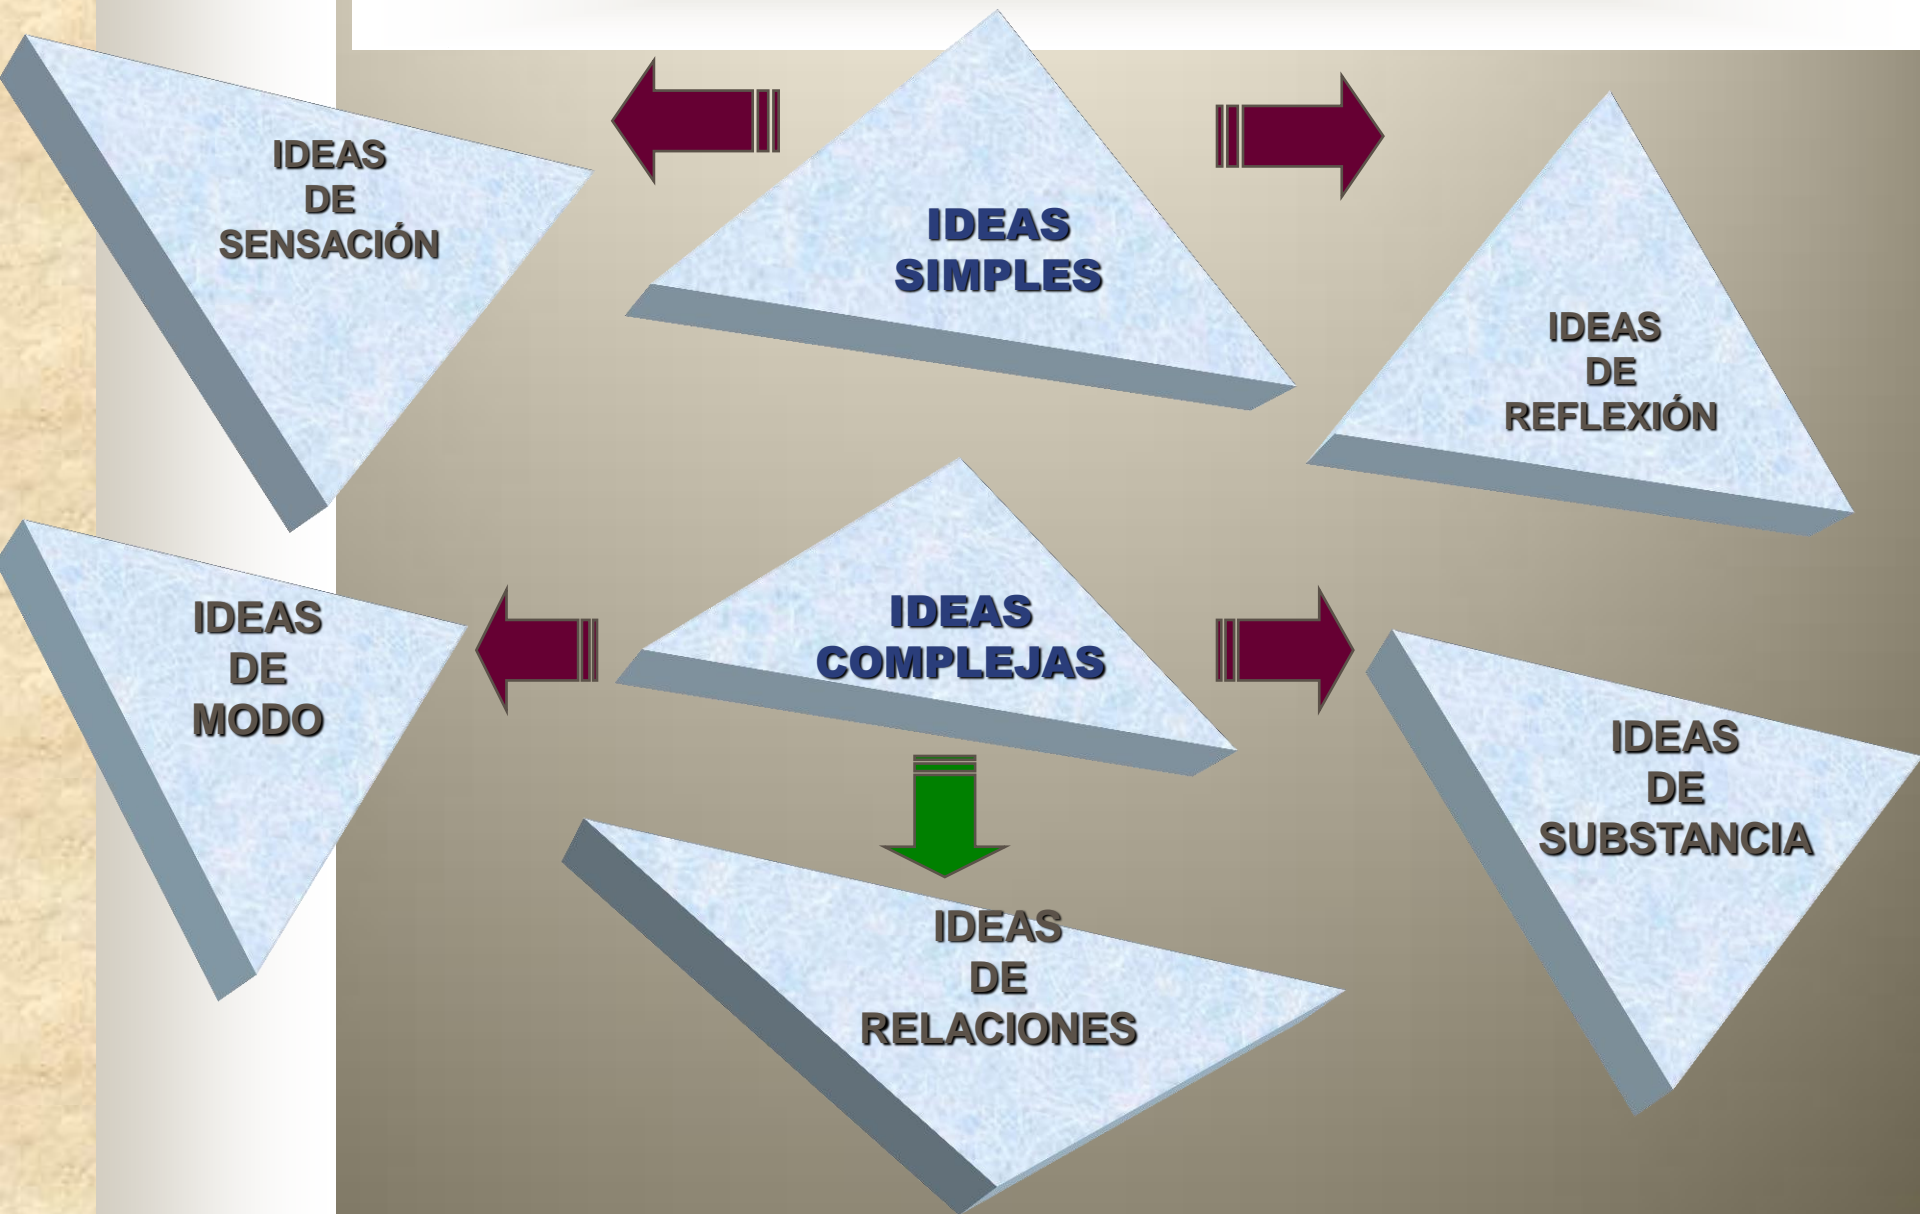 IDEAS
DE
SENSACIÓN
IDEAS
SIMPLES
IDEAS
DE
REFLEXIÓN
IDEAS
DE
MODO
IDEAS
COMPLEJAS
IDEAS
DE
SUBSTANCIA
IDEAS
DE
RELACIONES